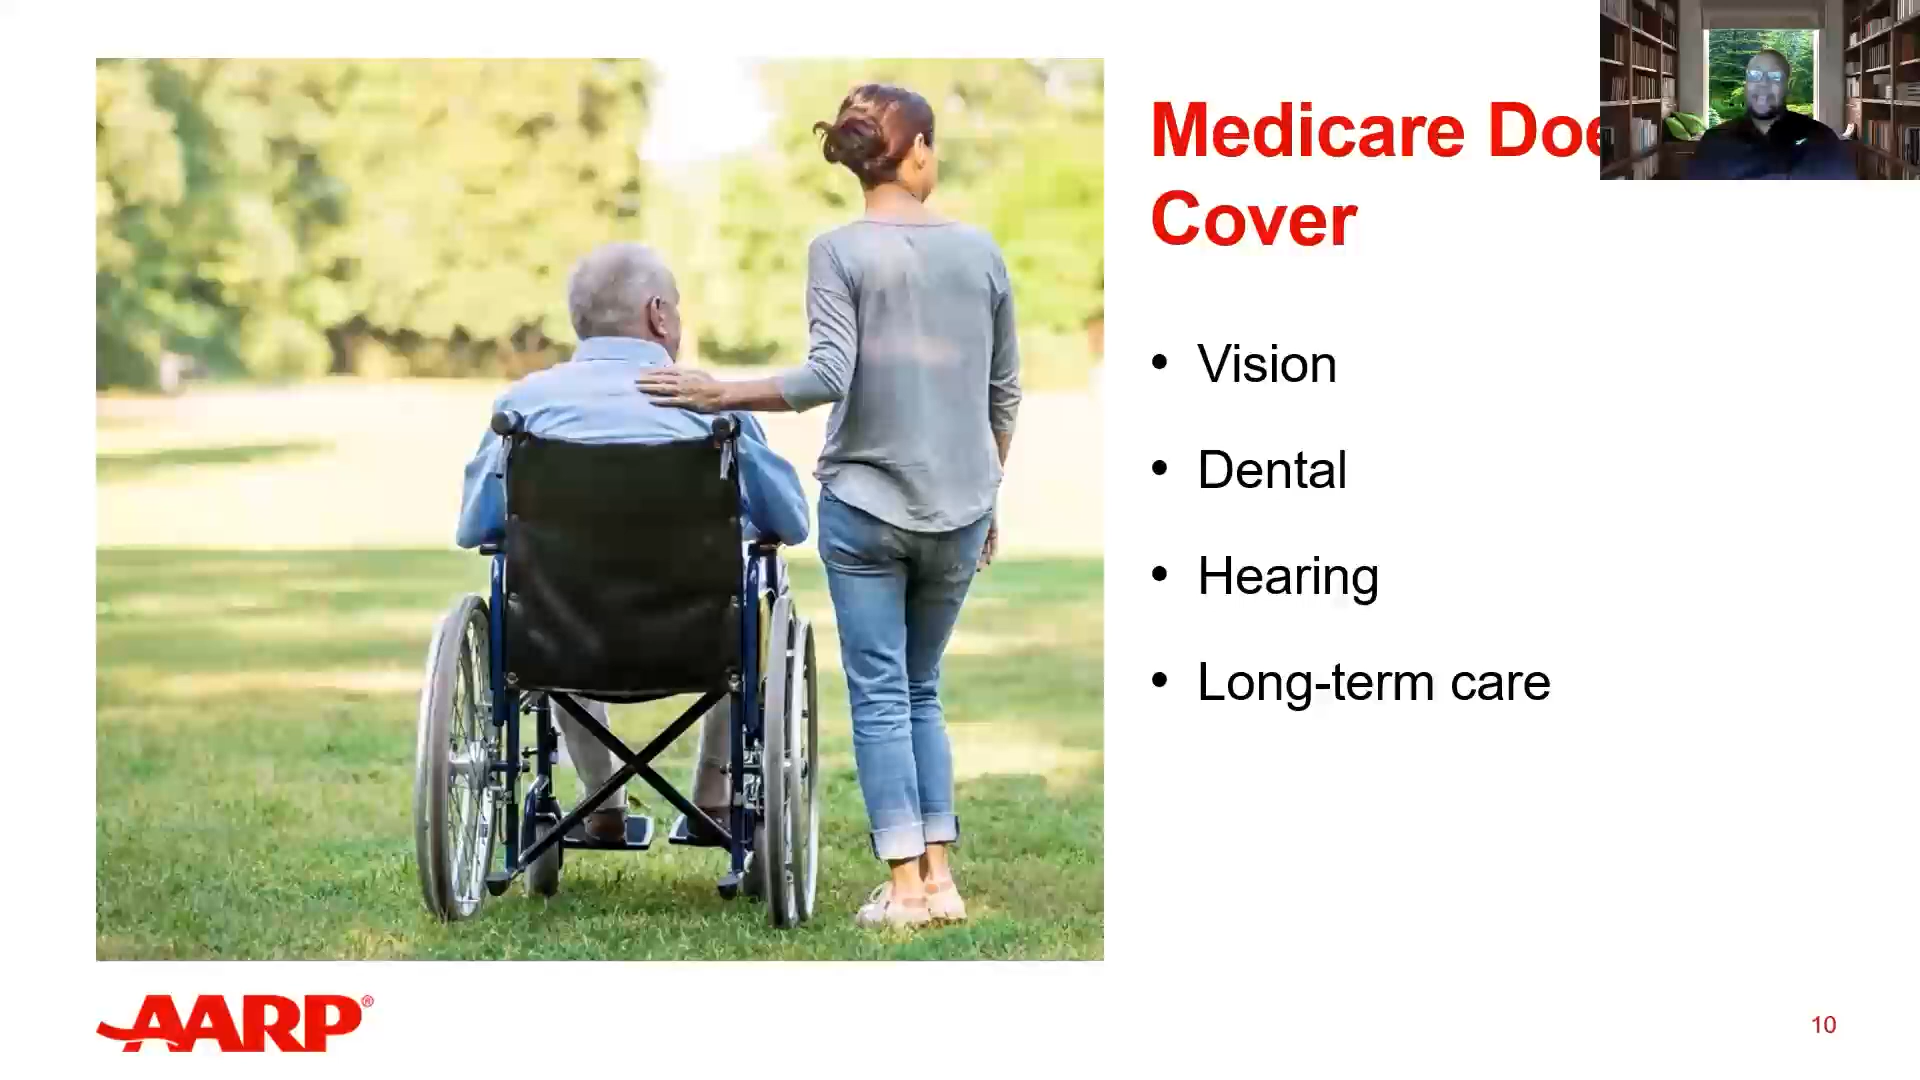 Medicare Doe
Cover
• Vision
• Dental
• Hearing
• Long-term care
AARP®
10